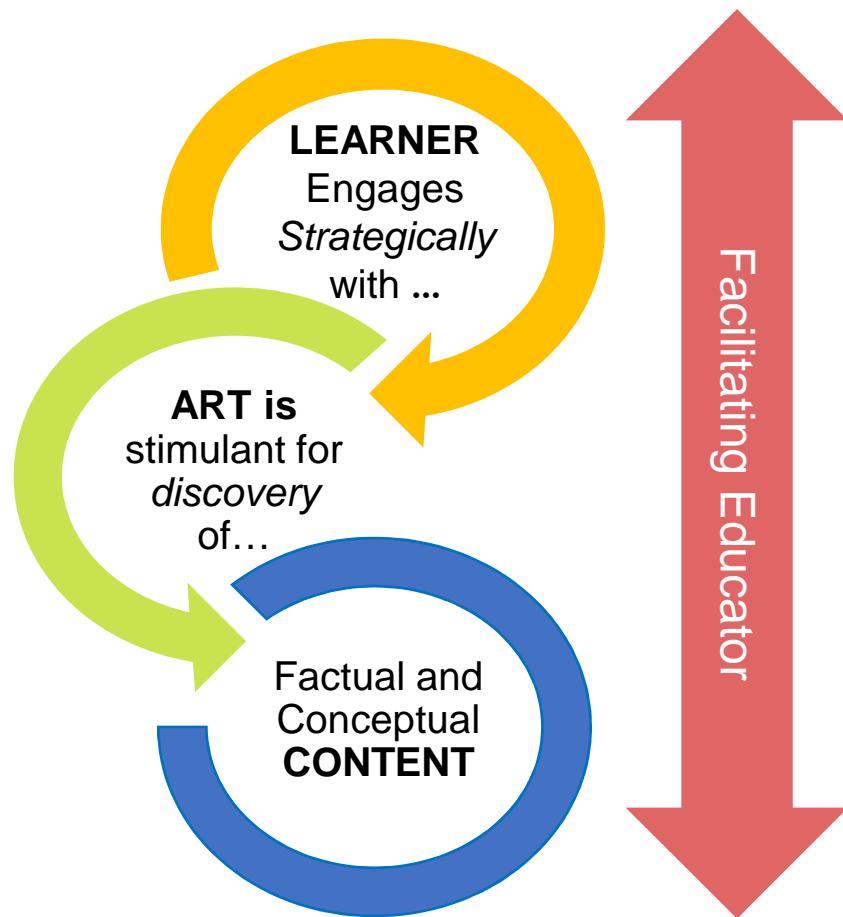 LEARNER
Engages
Strategically
with ...
ART is
stimulant for
discovery
of…
Factual and
Conceptual
CONTENT
Facilitating Educator